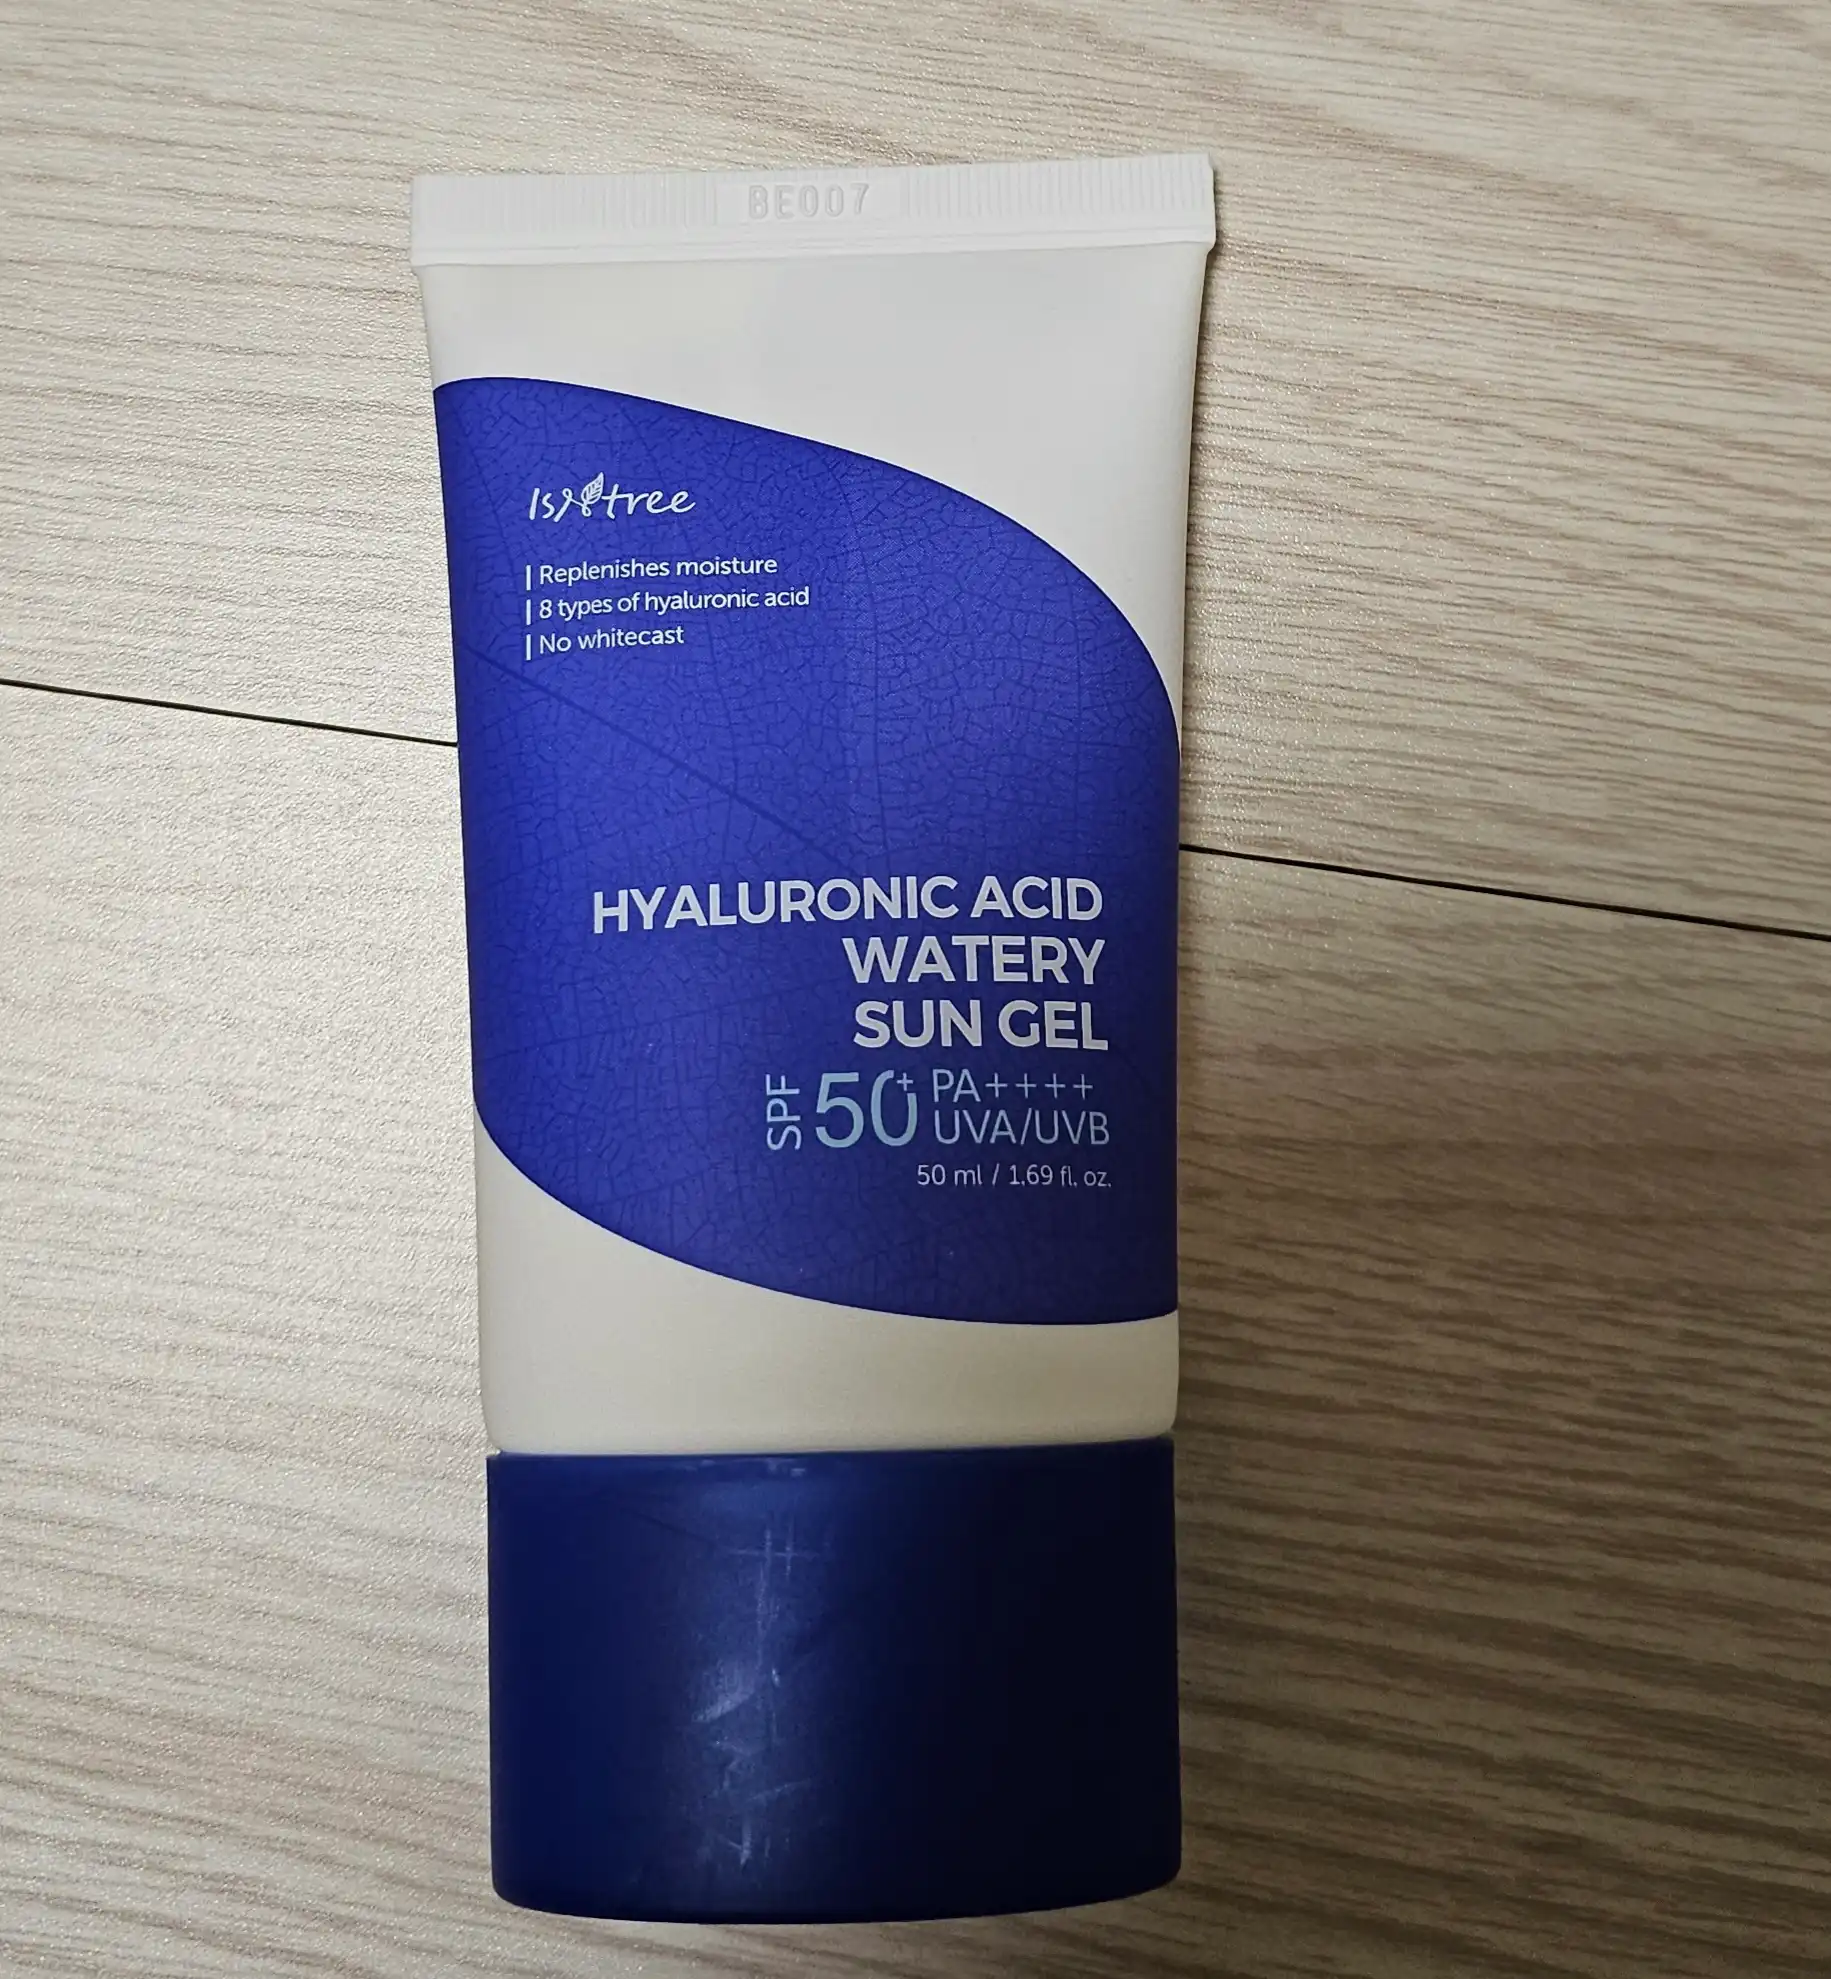 BE007
Isntree
Replenishes moisture
8 types of hyaluronic acid
No whitecast
HYALURONIC ACID
WATERY
SUN GEL
SPF 50+ PA++++
UVA/UVB
50 ml / 1.69 fl. oz.